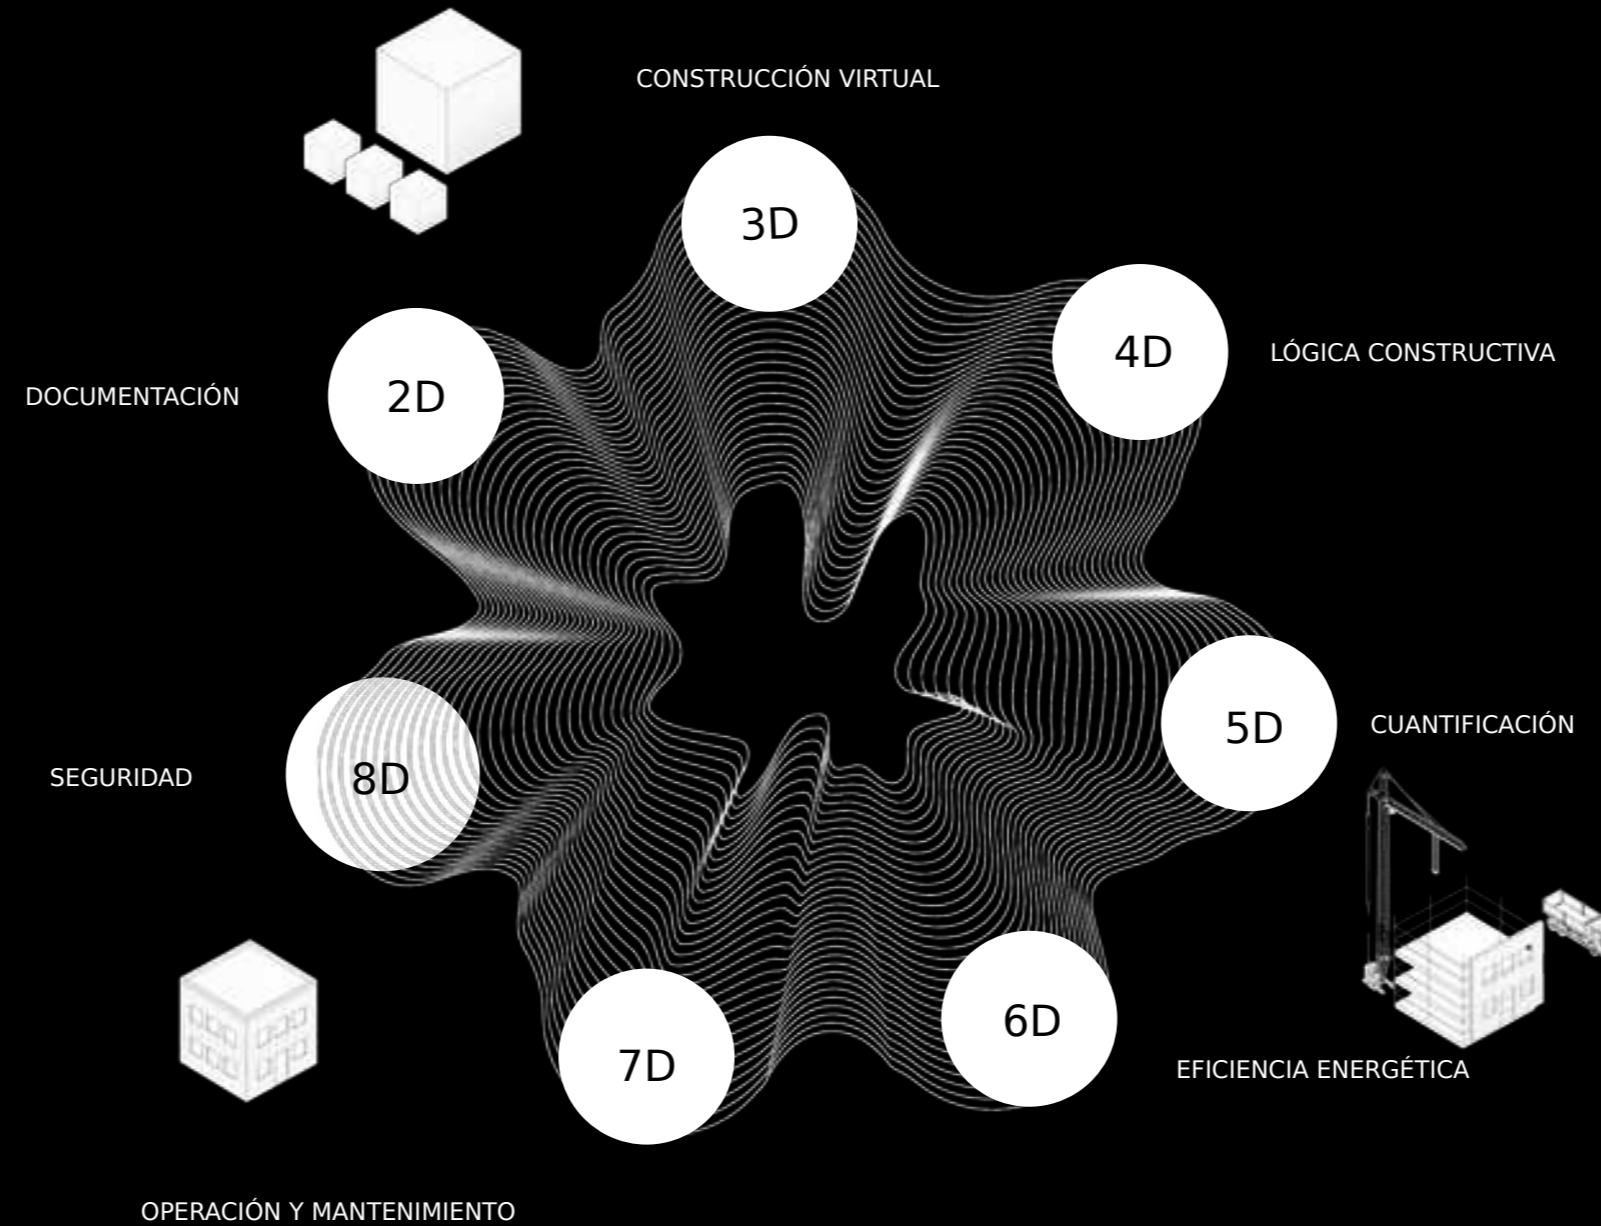 CONSTRUCCIÓN VIRTUAL
3D
4D
LÓGICA CONSTRUCTIVA
2D
DOCUMENTACIÓN
5D
CUANTIFICACIÓN
8D
SEGURIDAD
6D
EFICIENCIA ENERGÉTICA
7D
OPERACIÓN Y MANTENIMIENTO